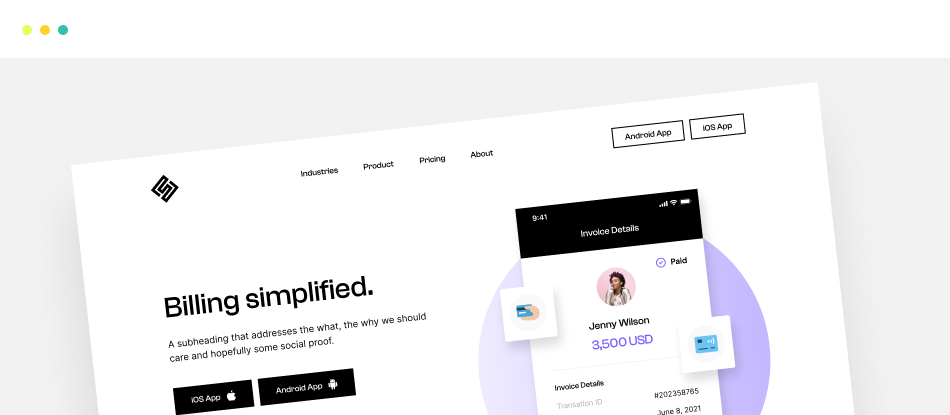 Industries
Product
Pricing
About
Android App
iOS App
Billing simplified.
A subheading that addresses the what, the why we should
care and hopefully some social proof.
iOS App
Android App
9:41
Invoice Details
Paid
Jenny Wilson
3,500 USD
Invoice Details
Transation ID
#202358765
June 8, 2021